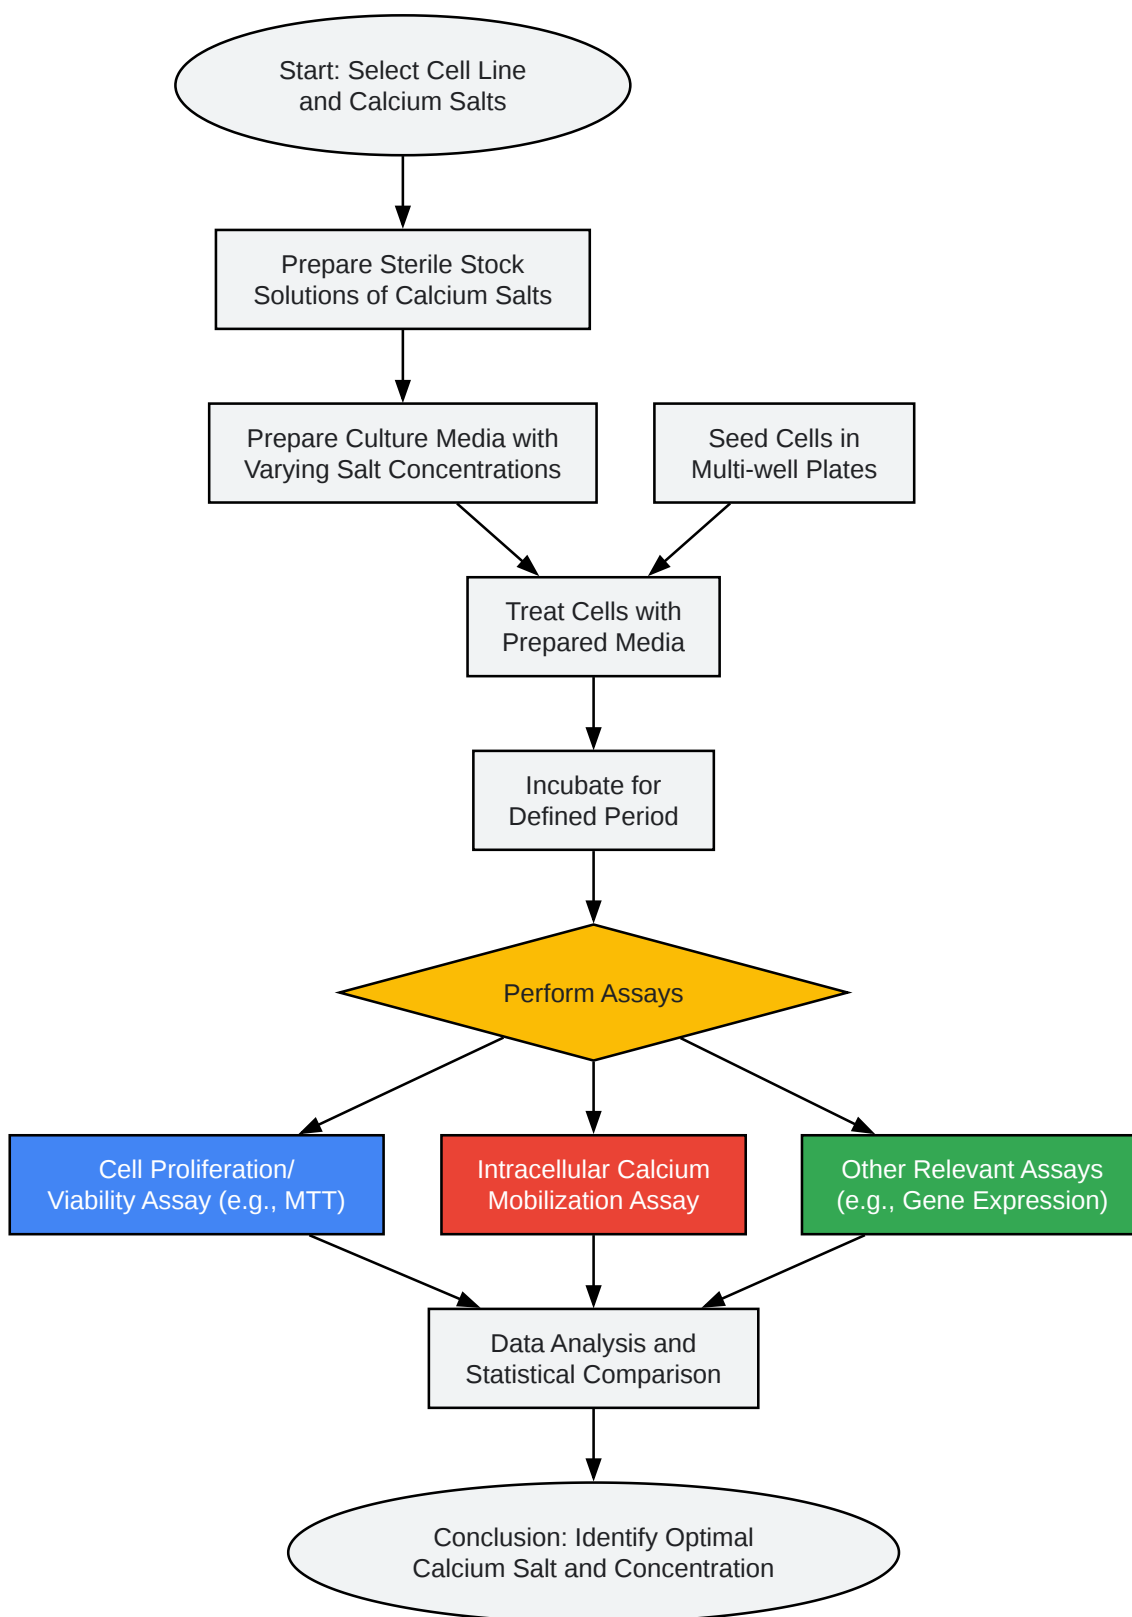 Start: Select Cell Line
and Calcium Salts
Prepare Sterile Stock
Solutions of Calcium Salts
Prepare Culture Media with
Varying Salt Concentrations
Seed Cells in
Multi-well Plates
Treat Cells with
Prepared Media
Incubate for
Defined Period
Perform Assays
Cell Proliferation/
Viability Assay (e.g., MTT)
Intracellular Calcium
Mobilization Assay
Other Relevant Assays
(e.g., Gene Expression)
Data Analysis and
Statistical Comparison
Conclusion: Identify Optimal
Calcium Salt and Concentration